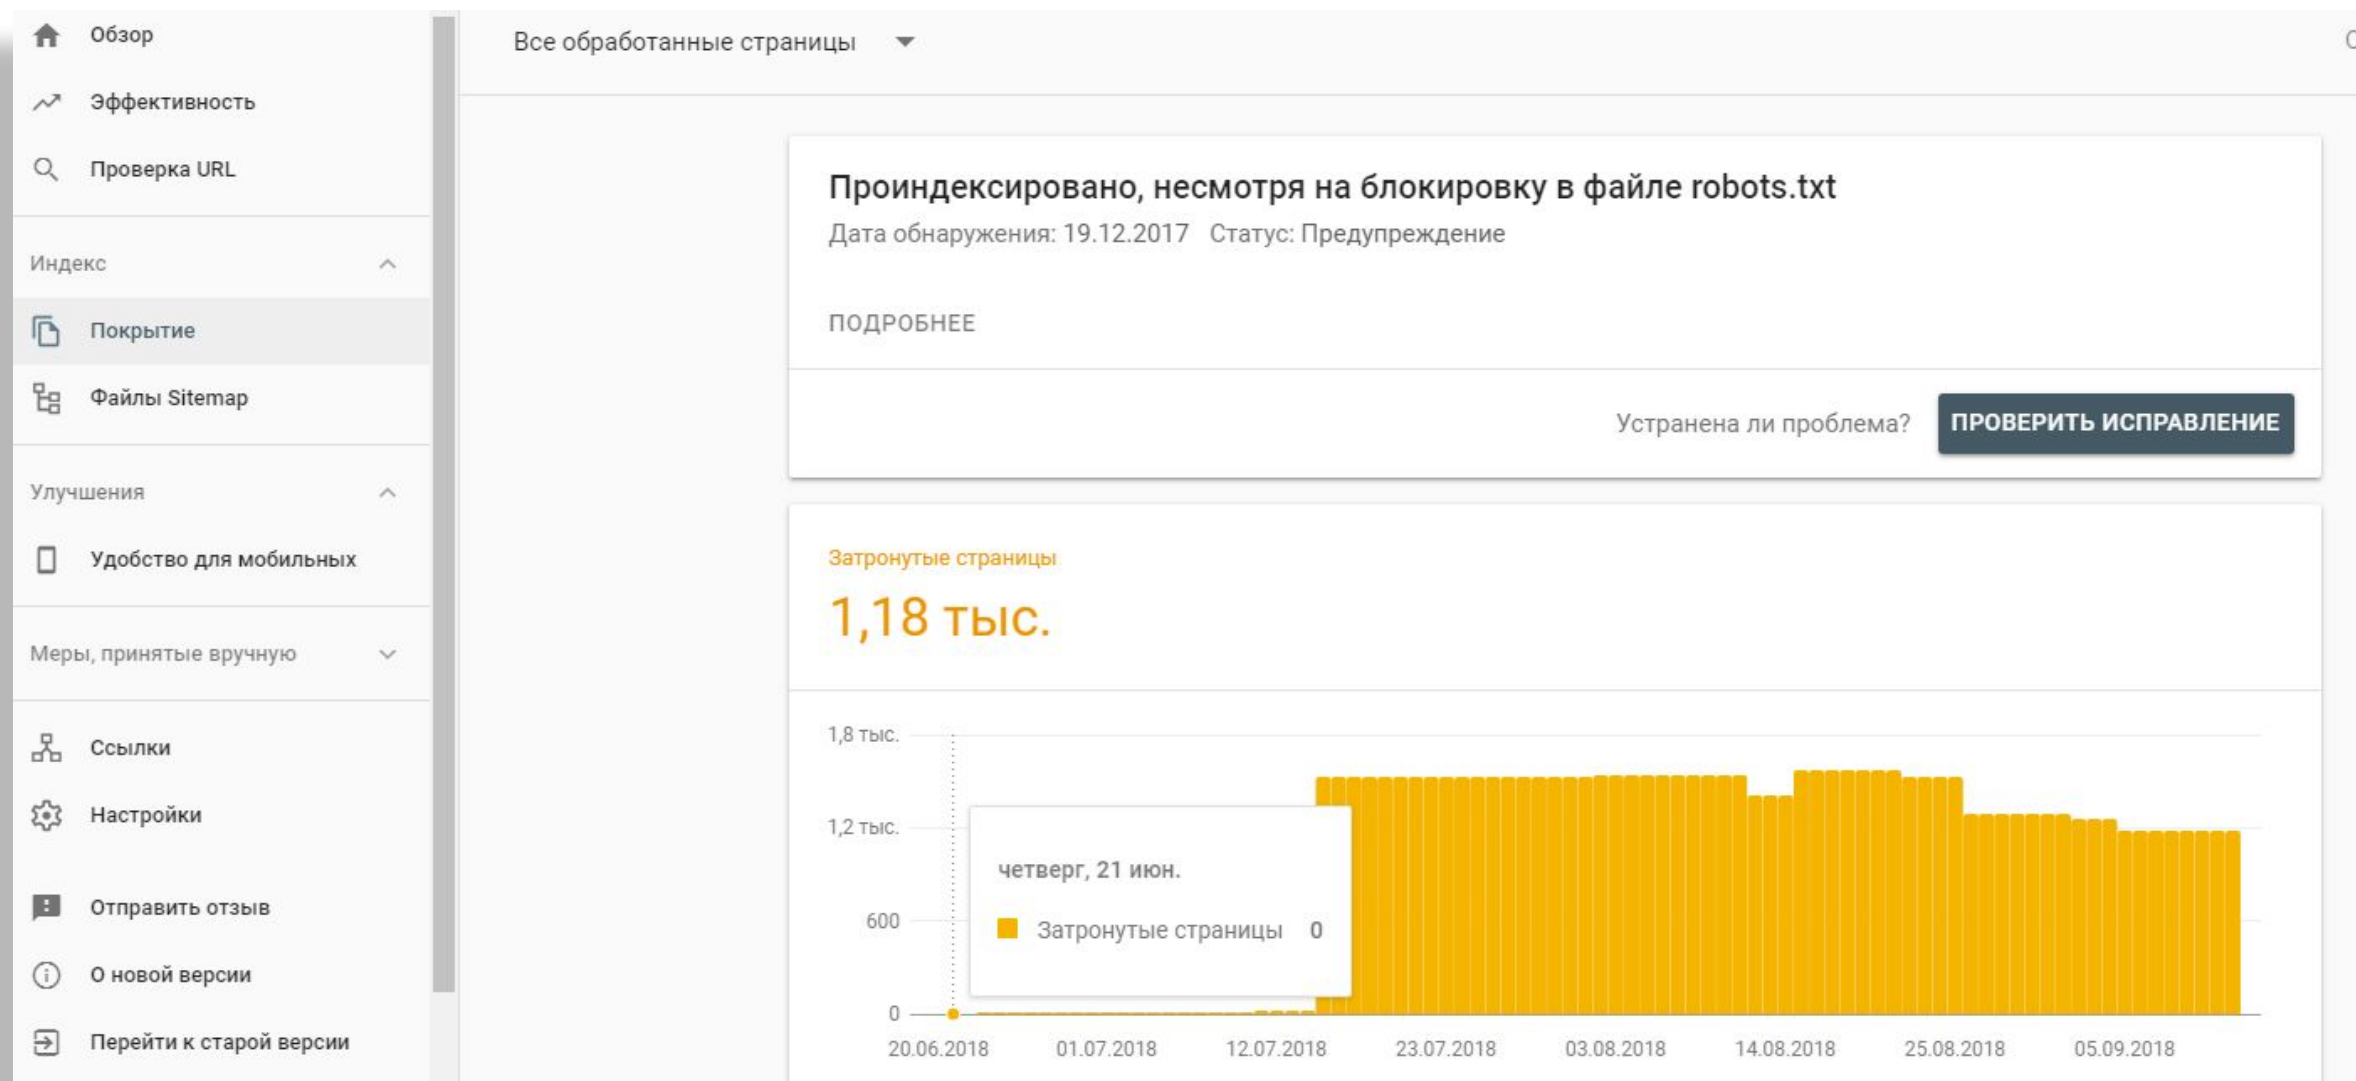 Обзор
Эффективность
Проверка URL
Индекс
Покрытие
Файлы Sitemap
Улучшения
Удобство для мобильных
Меры, принятые вручную
Ссылки
Настройки
Отправить отзыв
О новой версии
Перейти к старой версии
Все обработанные страницы
Проиндексировано, несмотря на блокировку в файле robots.txt
Дата обнаружения: 19.12.2017 Статус: Предупреждение
ПОДРОБНЕЕ
Устранена ли проблема? ПРОВЕРИТЬ ИСПРАВЛЕНИЕ
Затронутые страницы
1,18 тыс.
1,8 тыс.
1,2 тыс.
600
0
четверг, 21 июн.
Затронутые страницы 0
20.06.2018 01.07.2018 12.07.2018 23.07.2018 03.08.2018 14.08.2018 25.08.2018 05.09.2018